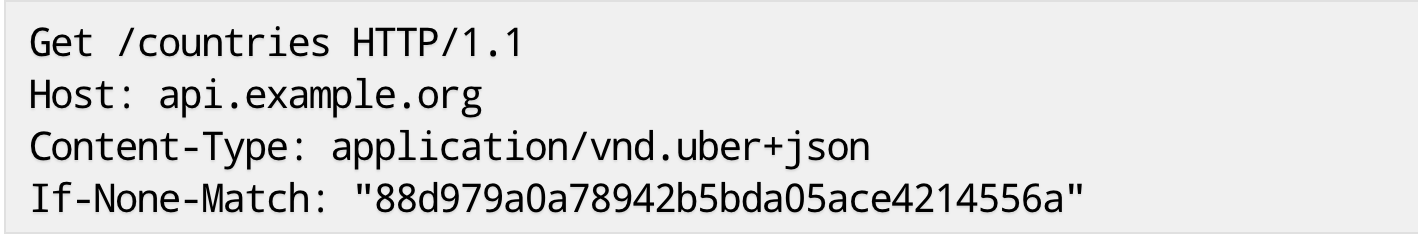 Get /countries HTTP/1.1
Host: api.example.org
Content-Type: application/vnd.uber+json
If-None-Match: "88d979a0a78942b5bda05ace4214556a"